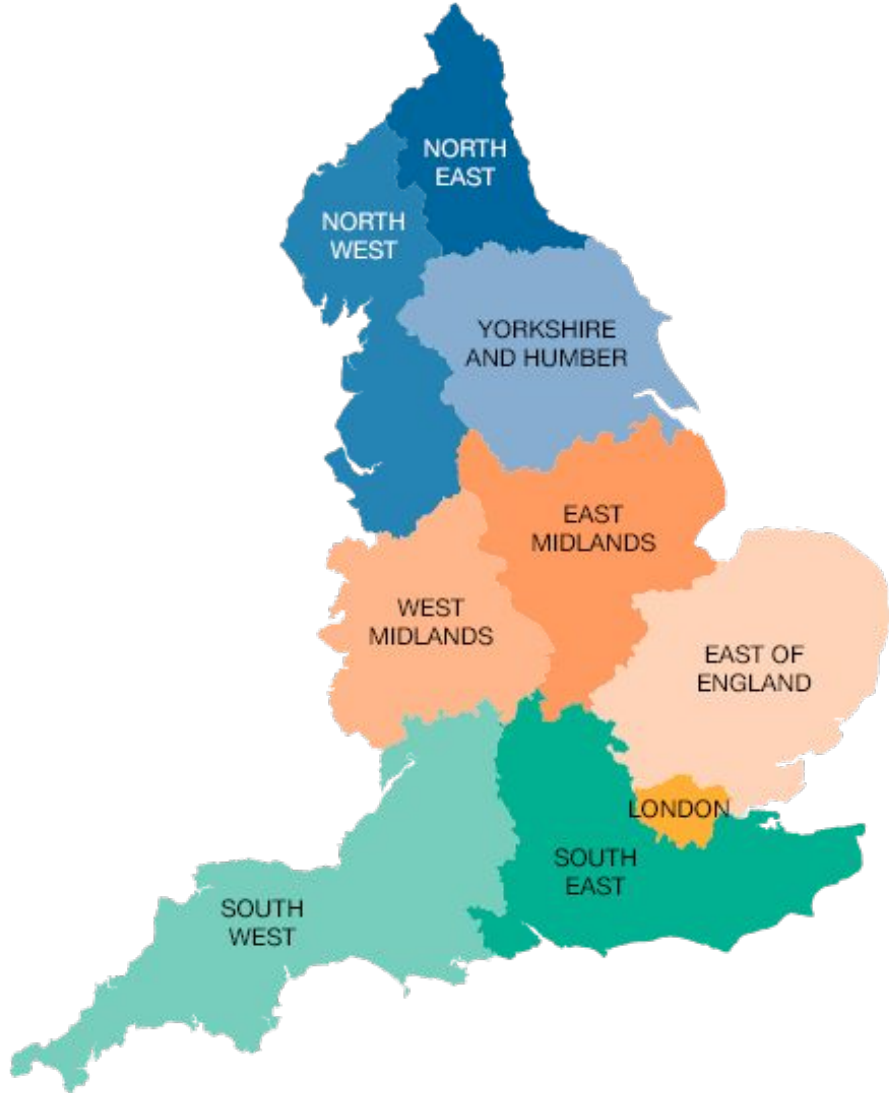 NORTH
EAST
NORTH
WEST
YORKSHIRE
AND HUMBER
EAST
MIDLANDS
WEST
MIDLANDS
EAST OF
ENGLAND
LONDON
SOUTH
EAST
SOUTH
WEST